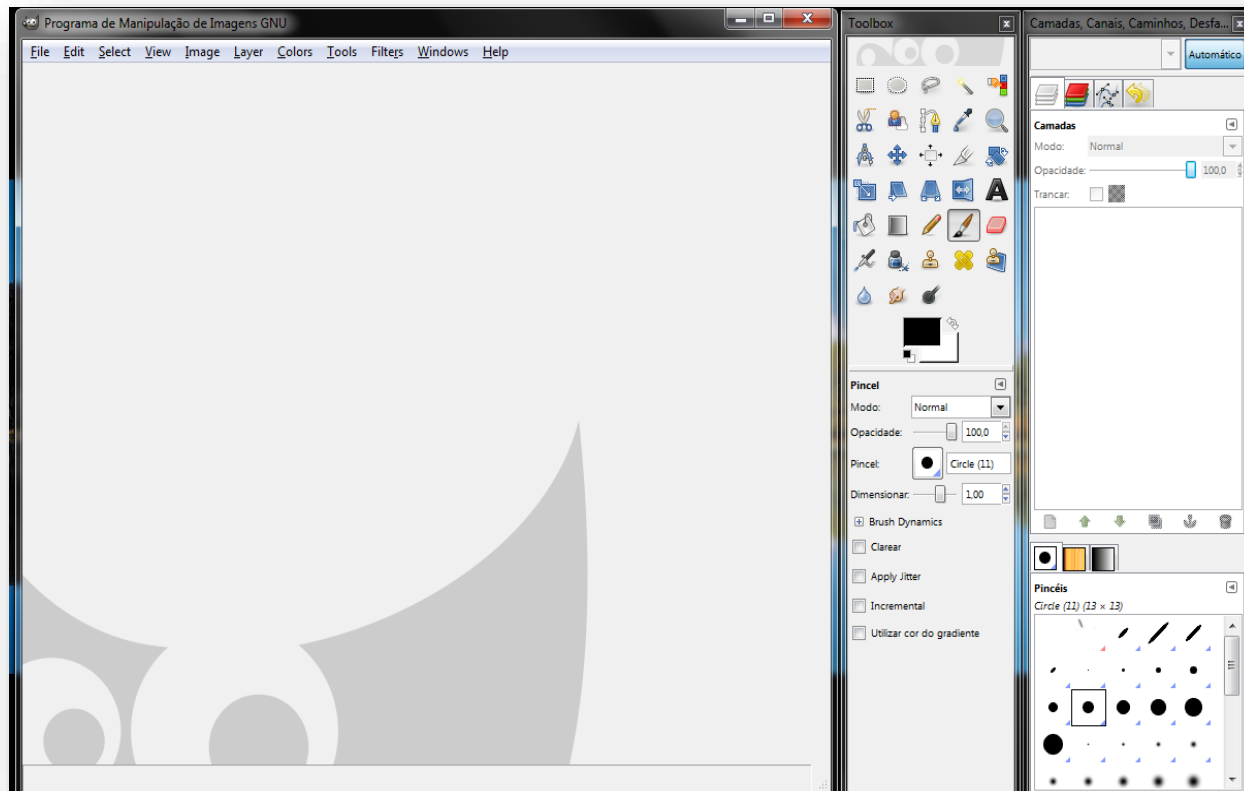 Programa de Manipulação de Imagens GNU
File Edit Select View Image Layer Colors Tools Filters Windows Help
Toolbox
Pincel
Modo: Normal
Opacidade: 100,0
Pincel: Circle (11)
Dimensionar: 1,00
Brush Dynamics
Clarear
Apply Jitter
Incremental
Utilizar cor do gradiente
Camadas, Canais, Caminhos, Desfa...
Automático
Camadas
Modo: Normal
Opacidade: 100,0
Trancar:
Pincéis
Circle (11) (13 × 13)